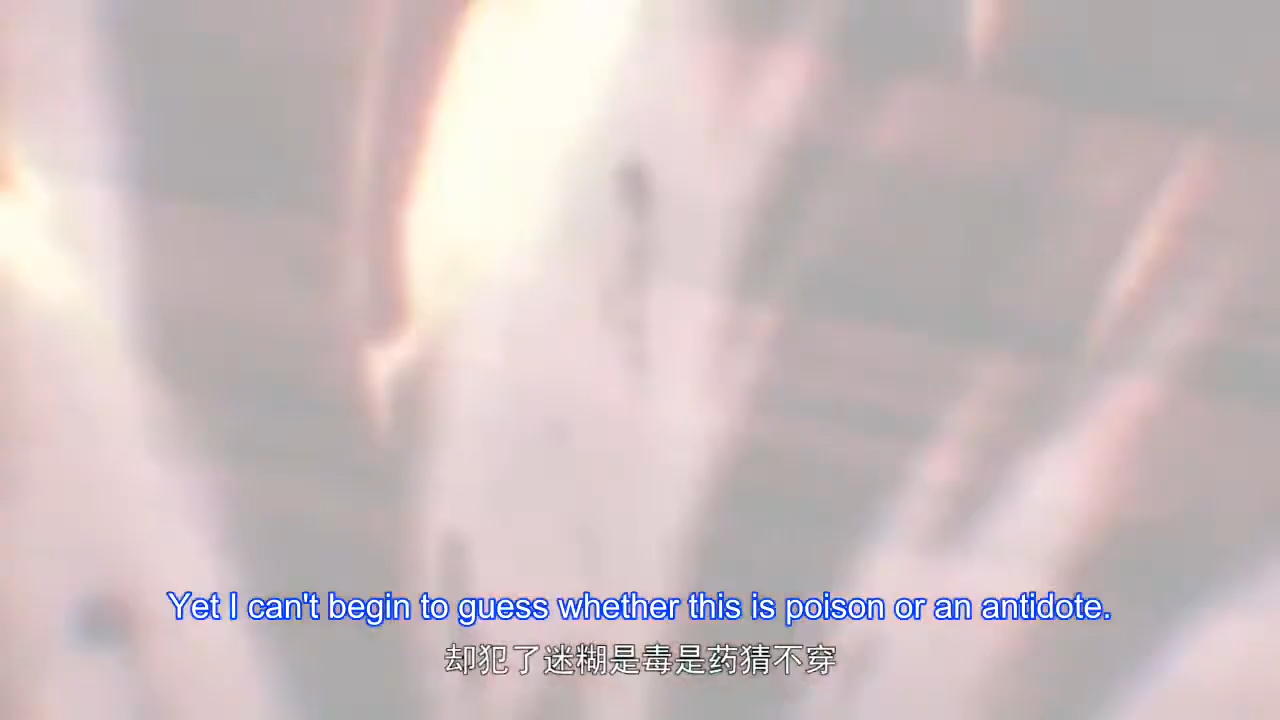 Yet I can't begin to guess whether this is poison or an antidote.
却犯了迷糊是毒是药猜不穿